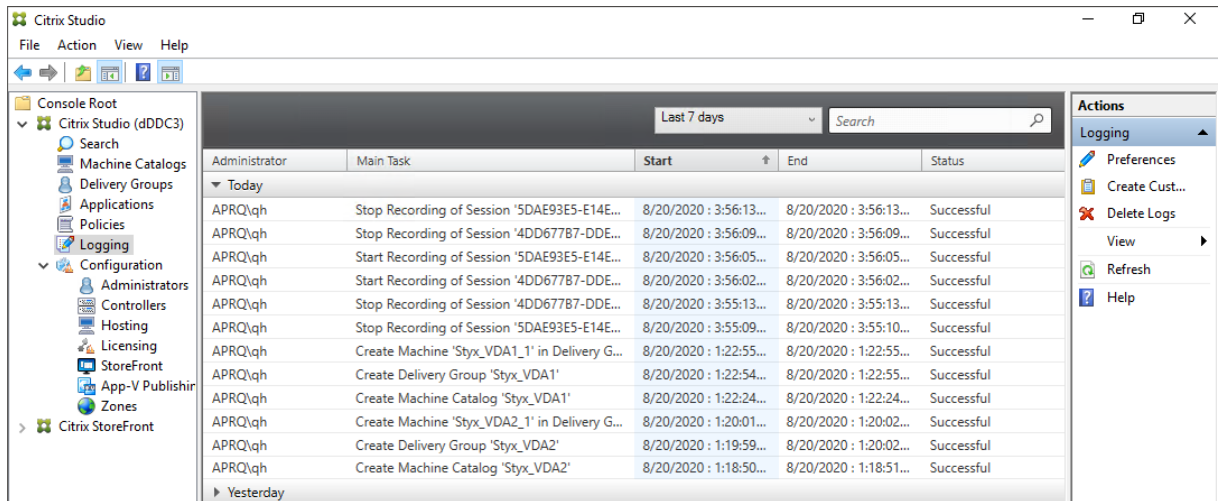 Citrix Studio
File Action View Help
Console Root
Citrix Studio (dDDC3)
Search
Machine Catalogs
Delivery Groups
Applications
Policies
Logging
Configuration
Administrators
Controllers
Hosting
Licensing
StoreFront
App-V Publishin
Zones
Citrix StoreFront
Last 7 days
Search
Administrator Main Task Start End Status
Today
APRQ\qh Stop Recording of Session '5DAE93E5-E14E... 8/20/2020 : 3:56:13... 8/20/2020 : 3:56:13... Successful
APRQ\qh Stop Recording of Session '4DD677B7-DDE... 8/20/2020 : 3:56:09... 8/20/2020 : 3:56:09... Successful
APRQ\qh Start Recording of Session '5DAE93E5-E14E... 8/20/2020 : 3:56:05... 8/20/2020 : 3:56:05... Successful
APRQ\qh Start Recording of Session '4DD677B7-DDE... 8/20/2020 : 3:56:02... 8/20/2020 : 3:56:02... Successful
APRQ\qh Stop Recording of Session '4DD677B7-DDE... 8/20/2020 : 3:55:13... 8/20/2020 : 3:55:13... Successful
APRQ\qh Stop Recording of Session '5DAE93E5-E14E... 8/20/2020 : 3:55:09... 8/20/2020 : 3:55:10... Successful
APRQ\qh Create Machine 'Styx_VDA1_1' in Delivery G... 8/20/2020 : 1:22:55... 8/20/2020 : 1:22:55... Successful
APRQ\qh Create Delivery Group 'Styx_VDA1' 8/20/2020 : 1:22:54... 8/20/2020 : 1:22:55... Successful
APRQ\qh Create Machine Catalog 'Styx_VDA1' 8/20/2020 : 1:22:24... 8/20/2020 : 1:22:24... Successful
APRQ\qh Create Machine 'Styx_VDA2_1' in Delivery G... 8/20/2020 : 1:20:01... 8/20/2020 : 1:20:02... Successful
APRQ\qh Create Delivery Group 'Styx_VDA2' 8/20/2020 : 1:19:59... 8/20/2020 : 1:20:02... Successful
APRQ\qh Create Machine Catalog 'Styx_VDA2' 8/20/2020 : 1:18:50... 8/20/2020 : 1:18:51... Successful
Yesterday
Actions
Logging
Preferences
Create Cust...
Delete Logs
View
Refresh
Help